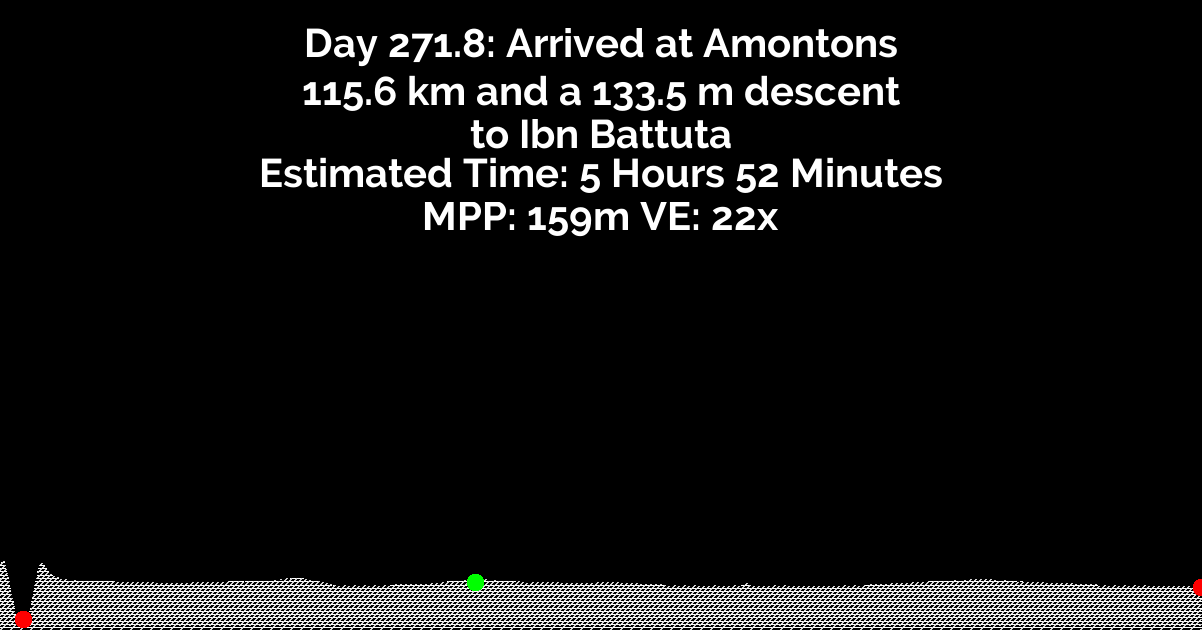 Day 271.8: Arrived at Amontons
115.6 km and a 133.5 m descent
to Ibn Battuta
Estimated Time: 5 Hours 52 Minutes
MPP: 159m VE: 22x